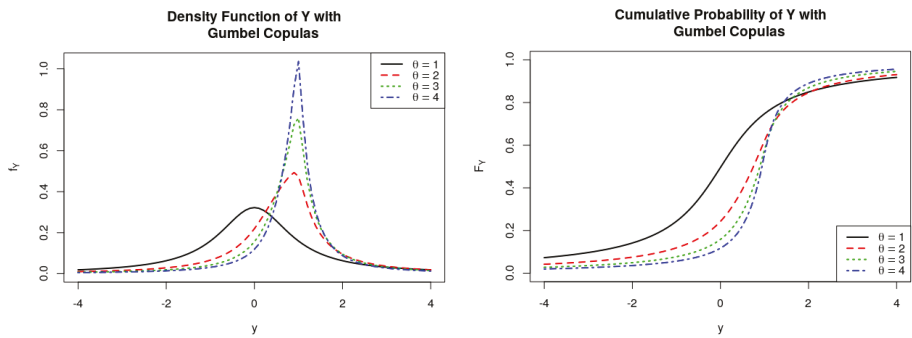 Density Function of Y with
Gumbel Copulas
θ = 1
θ = 2
θ = 3
θ = 4
fY
0.0
0.2
0.4
0.6
0.8
1.0
-4
-2
0
2
4
y
Cumulative Probability of Y with
Gumbel Copulas
FY
0.0
0.2
0.4
0.6
0.8
1.0
θ = 1
θ = 2
θ = 3
θ = 4
-4
-2
0
2
4
y